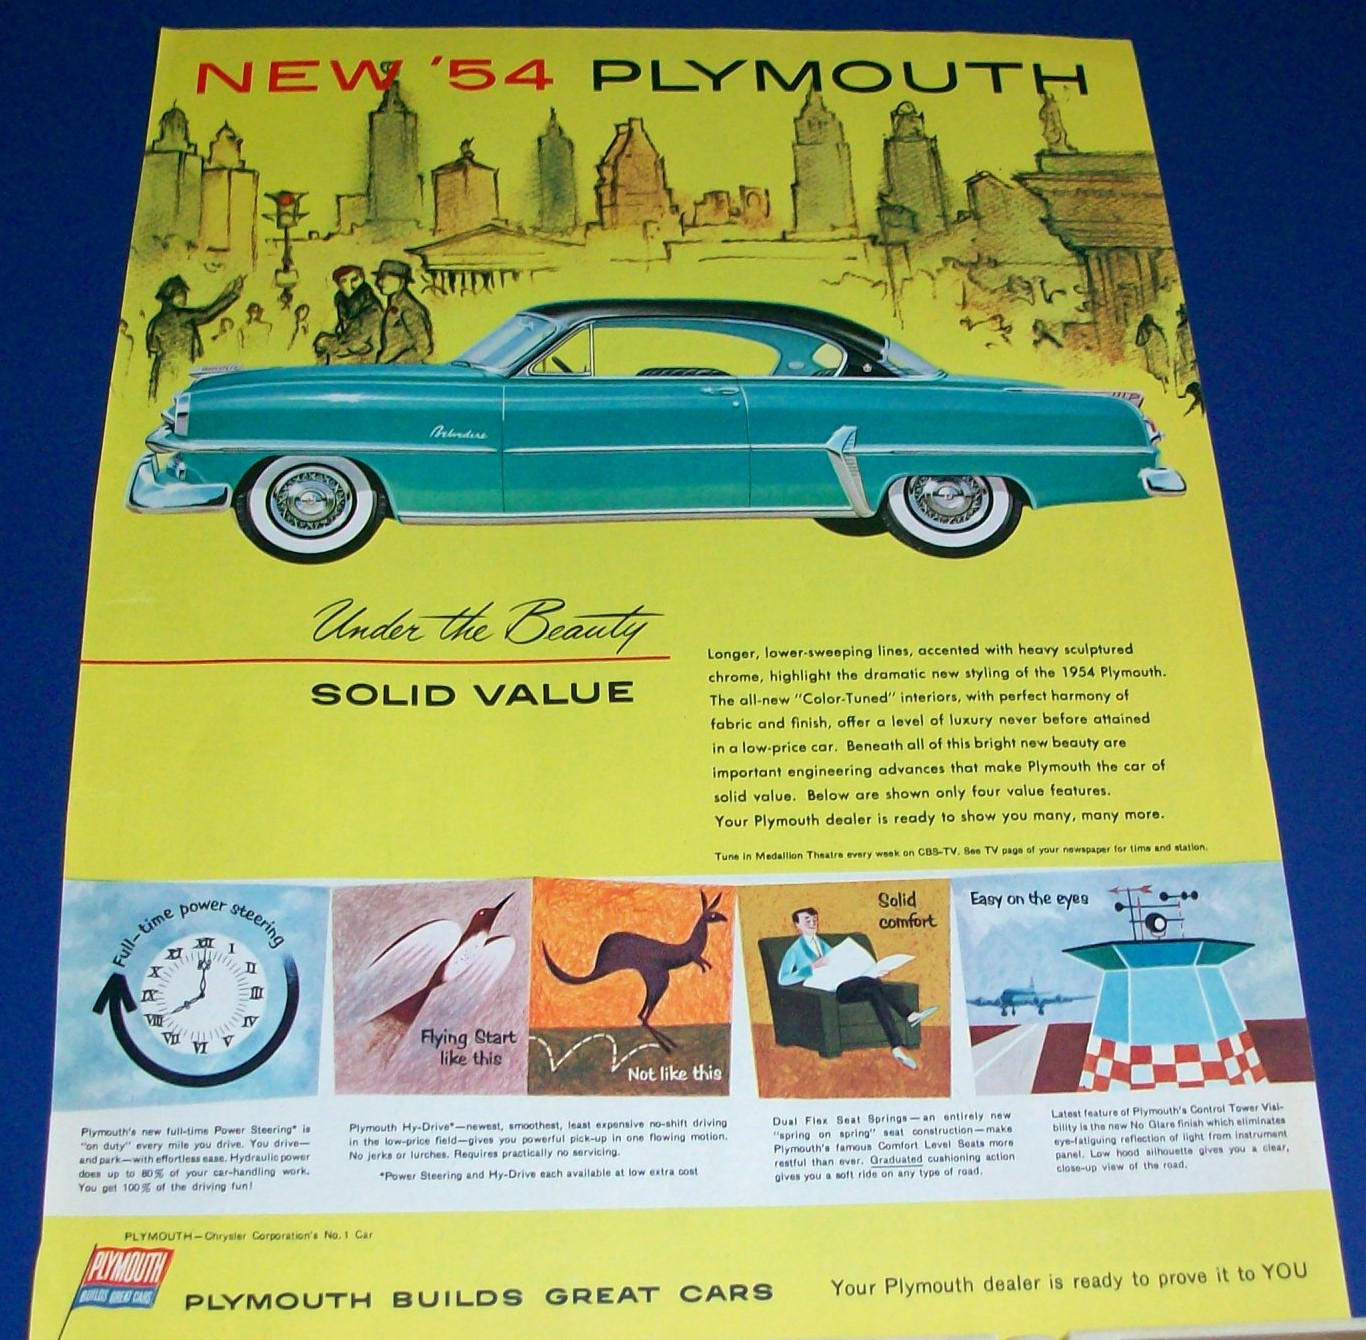 NEW '54 PLYMOUTH
Belvedere
Under the Beauty
SOLID VALUE
Longer, lower-sweeping lines, accented with heavy sculptured
chrome, highlight the dramatic new styling of the 1954 Plymouth.
The all-new "Color-Tuned" interiors, with perfect harmony of
fabric and finish, offer a level of luxury never before attained
in a low-price car. Beneath all of this bright new beauty are
important engineering advances that make Plymouth the car of
solid value. Below are shown only four value features.
Your Plymouth dealer is ready to show you many, many more.
Tune in Medallion Theatre every week on CBS-TV. See TV page of your newspaper for time and station.
Full-time power steering
XII
I
II
III
IV
V
VI
VII
VIII
IX
X
XI
Flying Start
like this
Not like this
Solid
comfort
Easy on the eyes
Plymouth's new full-time Power Steering* is
"on duty" every mile you drive. You drive—
and park—with effortless ease. Hydraulic power
does up to 80% of your car-handling work.
You get 100% of the driving fun!
Plymouth Hy-Drive*—newest, smoothest, least expensive no-shift driving
in the low-price field—gives you powerful pick-up in one flowing motion.
No jerks or lurches. Requires practically no servicing.
*Power Steering and Hy-Drive each available at low extra cost
Dual Flex Seat Springs—an entirely new
"spring on spring" seat construction—make
Plymouth's famous Comfort Level Seats more
restful than ever. Graduated cushioning action
gives you a soft ride on any type of road.
Latest feature of Plymouth's Control Tower Visi-
bility is the new No Glare finish which eliminates
eye-fatiguing reflection of light from instrument
panel. Low hood silhouette gives you a clear,
close-up view of the road.
PLYMOUTH—Chrysler Corporation's No. 1 Car
PLYMOUTH
BUILDS GREAT CARS
PLYMOUTH BUILDS GREAT CARS
Your Plymouth dealer is ready to prove it to YOU